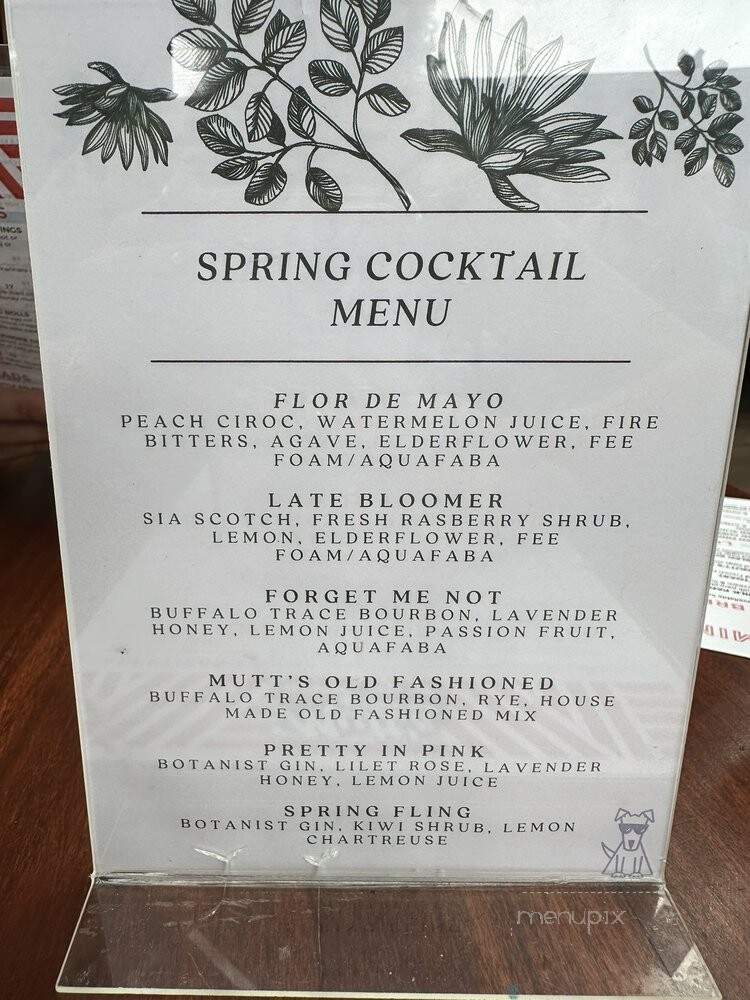 SPRING COCKTAIL
MENU
FLOR DE MAYO
PEACH CIROC, WATERMELON JUICE, FIRE
BITTERS, AGAVE, ELDERFLOWER, FEE
FOAM/AQUAFABA
LATE BLOOMER
SIA SCOTCH, FRESH RASBERRY SHRUB,
LEMON, ELDERFLOWER, FEE
FOAM/AQUAFABA
FORGET ME NOT
BUFFALO TRACE BOURBON, LAVENDER
HONEY, LEMON JUICE, PASSION FRUIT,
AQUAFABA
MUTT'S OLD FASHIONED
BUFFALO TRACE BOURBON, RYE, HOUSE
MADE OLD FASHIONED MIX
PRETTY IN PINK
BOTANIST GIN, LILET ROSE, LAVENDER
HONEY, LEMON JUICE
SPRING FLING
BOTANIST GIN, KIWI SHRUB, LEMON
CHARTREUSE
menupix